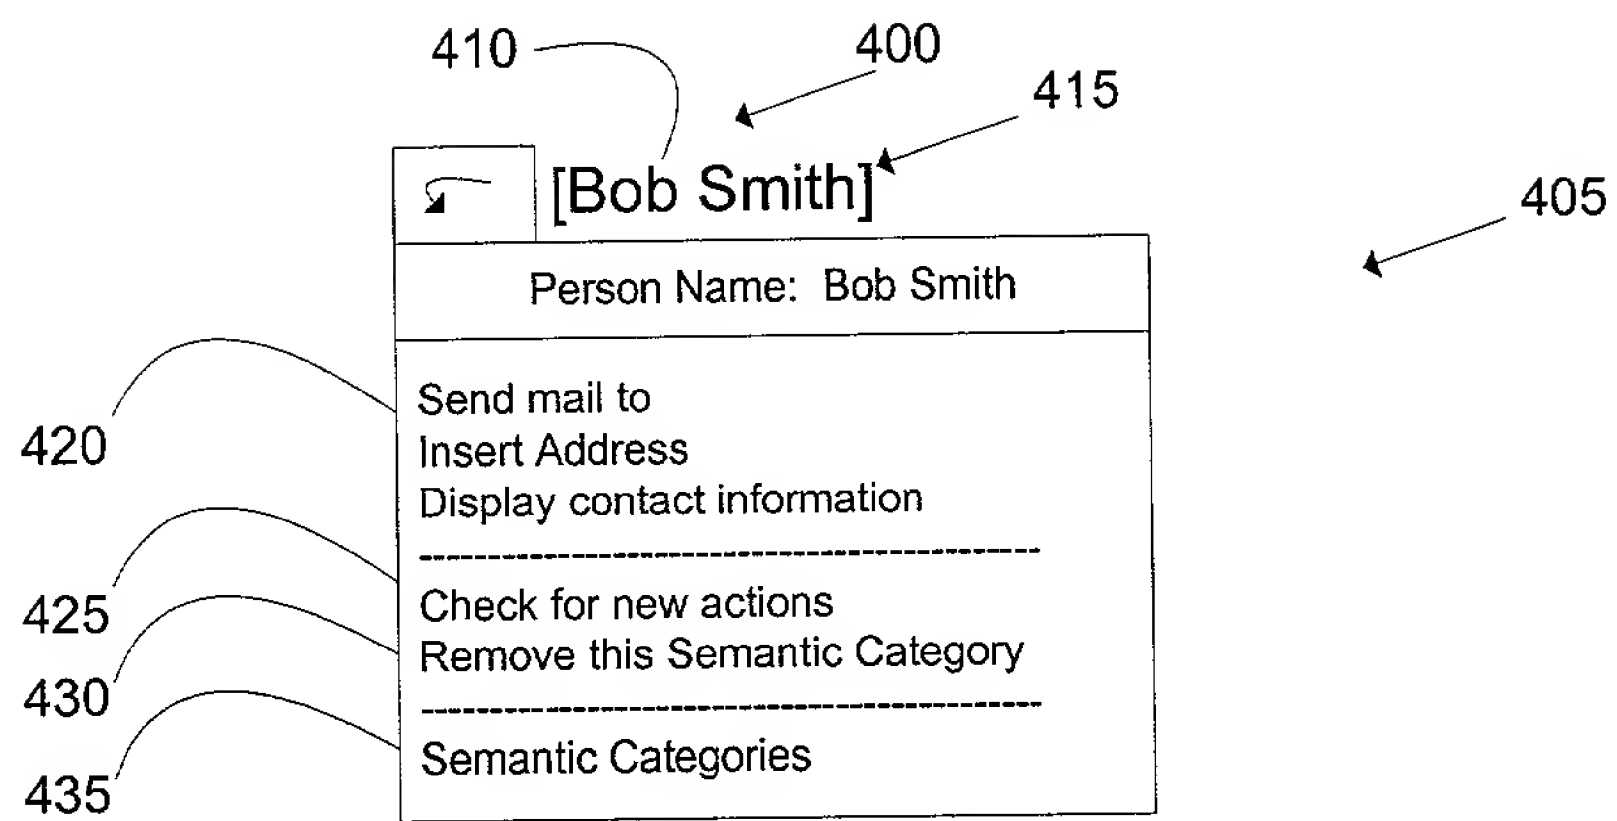 410
400
415
[Bob Smith]
405
Person Name: Bob Smith
Send mail to
420
Insert Address
Display contact information
Check for new actions
425
Remove this Semantic Category
430
Semantic Categories
435